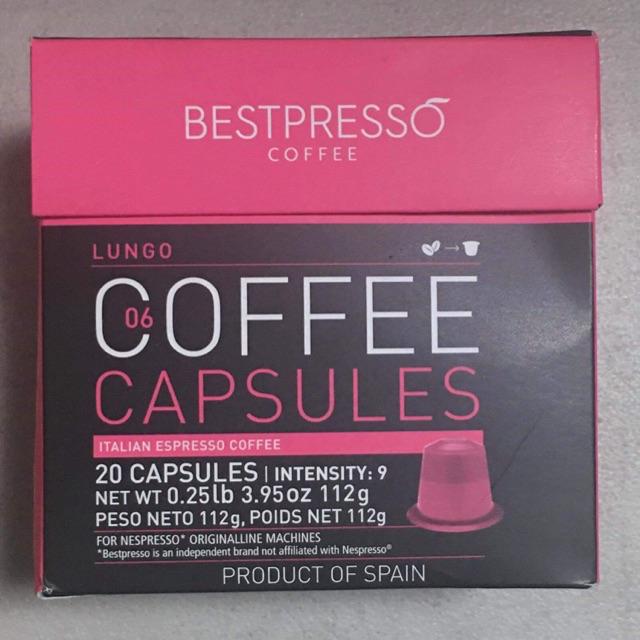 BESTPRESSO
COFFEE
LUNGO
06
COFFEE
CAPSULES
ITALIAN ESPRESSO COFFEE
20 CAPSULES | INTENSITY: 9
NET WT 0.25lb 3.95oz 112g
PESO NETO 112g, POIDS NET 112g
FOR NESPRESSO* ORIGINALLINE MACHINES
*Bestpresso is an independent brand not affiliated with Nespresso®
PRODUCT OF SPAIN